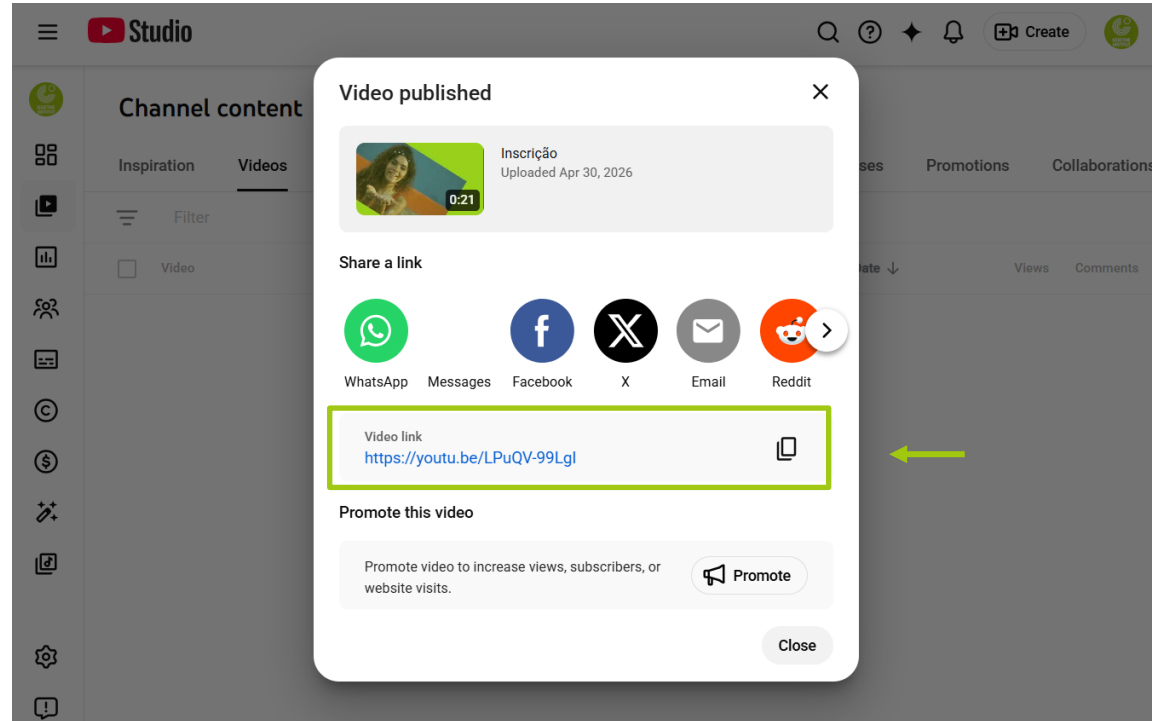 Studio
Create
Channel content
Inspiration
Videos
ses
Promotions
Collaborations
Filter
Video
Date
Views
Comments
Video published
0:21
Inscrição
Uploaded Apr 30, 2026
Share a link
WhatsApp
Messages
Facebook
X
Email
Reddit
Video link
https://youtu.be/LPuQV-99LgI
Promote this video
Promote video to increase views, subscribers, or
website visits.
Promote
Close